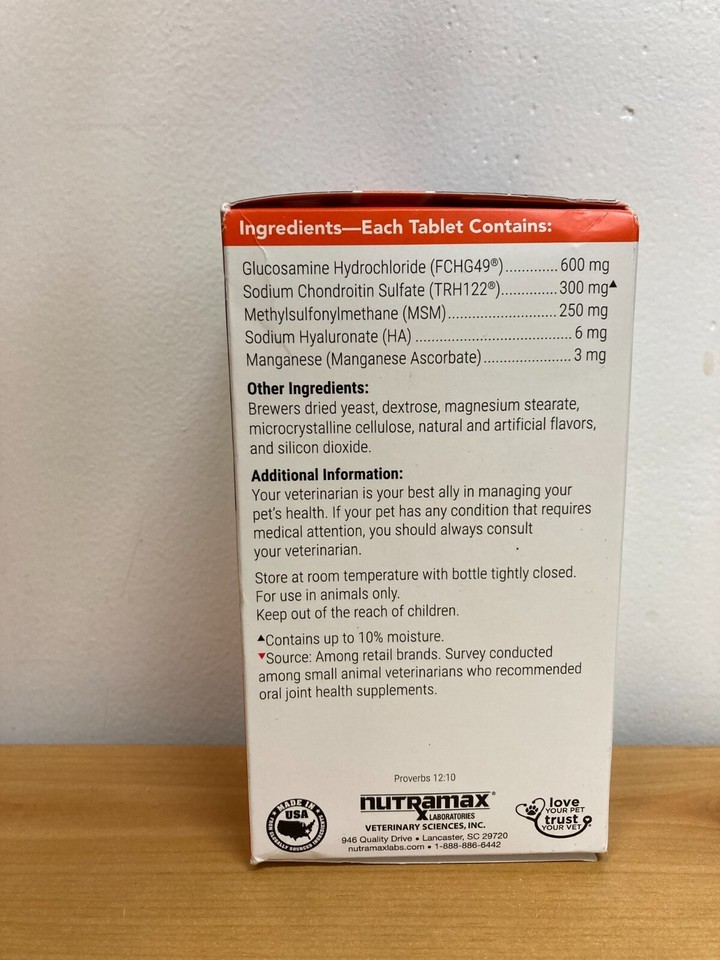 Ingredients—Each Tablet Contains:
Glucosamine Hydrochloride (FCHG49®)............. 600 mg
Sodium Chondroitin Sulfate (TRH122®)............. 300 mg▲
Methylsulfonylmethane (MSM)......................... 250 mg
Sodium Hyaluronate (HA) .................................... 6 mg
Manganese (Manganese Ascorbate).................... 3 mg
Other Ingredients:
Brewers dried yeast, dextrose, magnesium stearate,
microcrystalline cellulose, natural and artificial flavors,
and silicon dioxide.
Additional Information:
Your veterinarian is your best ally in managing your
pet's health. If your pet has any condition that requires
medical attention, you should always consult
your veterinarian.
Store at room temperature with bottle tightly closed.
For use in animals only.
Keep out of the reach of children.
▲Contains up to 10% moisture.
▼Source: Among retail brands. Survey conducted
among small animal veterinarians who recommended
oral joint health supplements.
Proverbs 12:10
MADE IN
USA
nutramax®
LABORATORIES
VETERINARY SCIENCES, INC.
946 Quality Drive • Lancaster, SC 29720
nutramaxlabs.com • 1-888-886-6442
love
YOUR PET
trust
YOUR VET